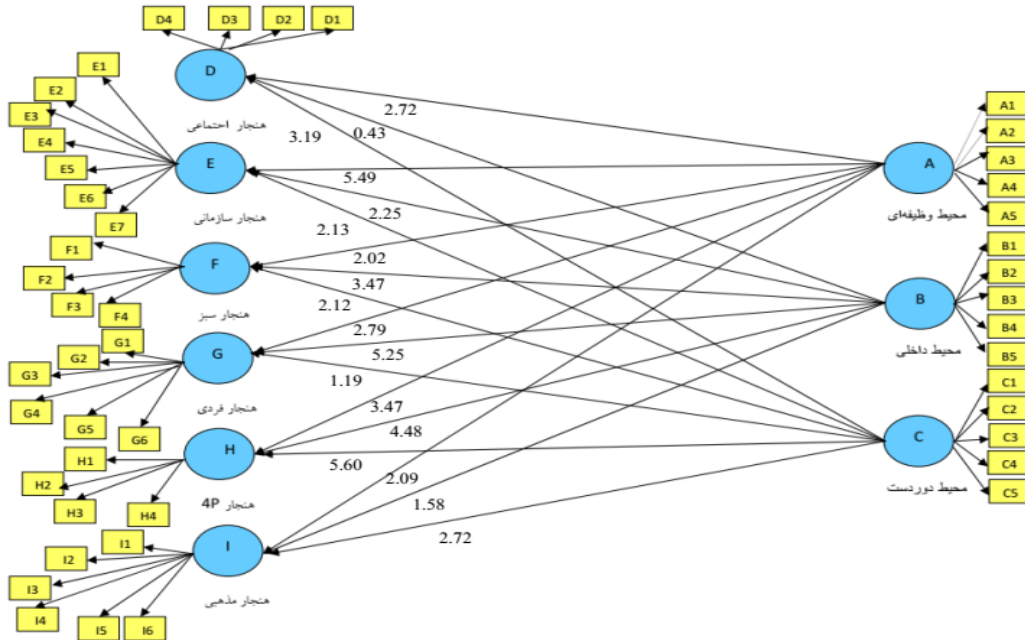 D4 D3 D2 D1
D
هنجار احتماعی
E1
E2
E3
E4
E5
E6
E7
E
هنجار سازمانی
F1
F2
F3
F4
F
هنجار سبز
G1
G2
G3
G4
G5
G6
G
هنجار فردی
H1
H2
H3
H4
H
هنجار 4P
I1
I2
I3
I4
I5
I6
I
هنجار مذهبی
2.72
0.43
3.19
5.49
2.25
2.13
2.02
3.47
2.12
2.79
5.25
1.19
3.47
4.48
5.60
2.09
1.58
2.72
A
محیط وظیفه‌ای
A1
A2
A3
A4
A5
B
محیط داخلی
B1
B2
B3
B4
B5
C
محیط دوردست
C1
C2
C3
C4
C5